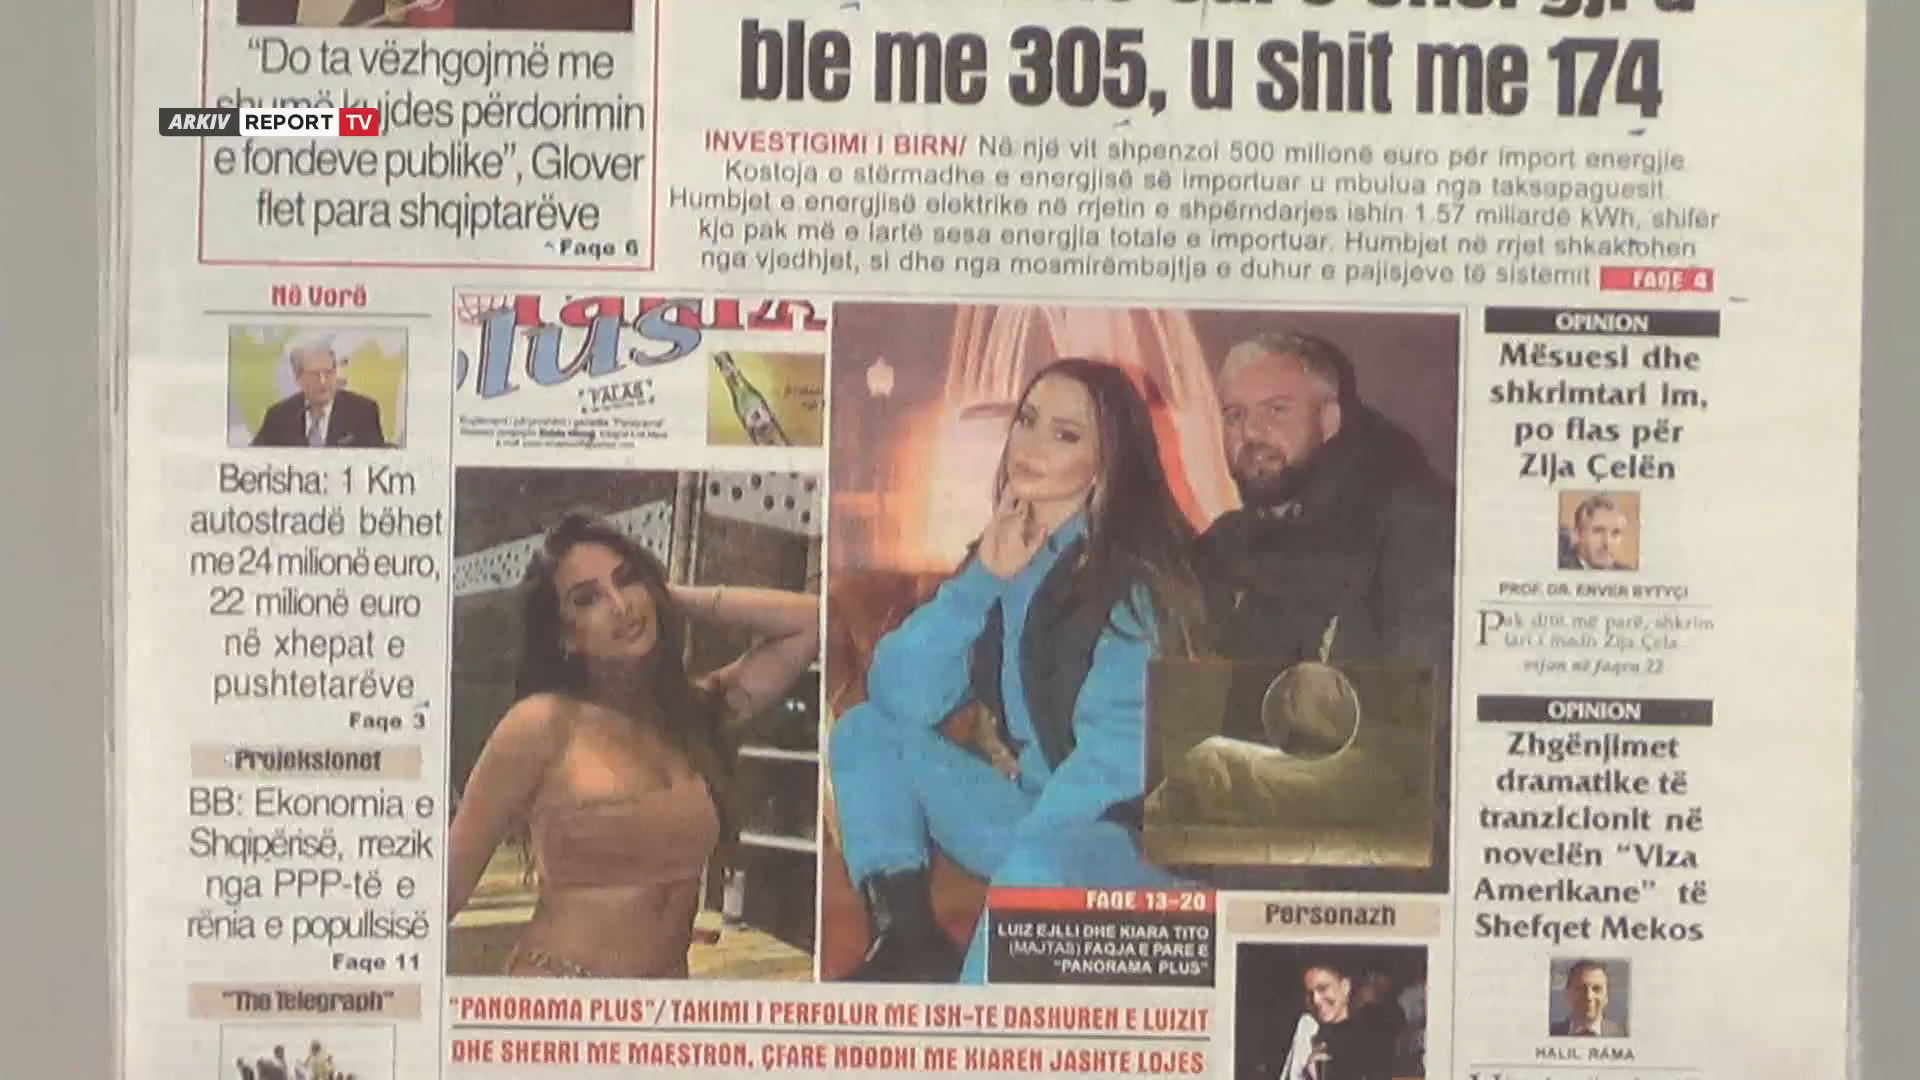 ble me 305, u shit me 174
"Do ta vëzhgojmë me
kujdes përdorimin
e fondeve publike", Glover
flet para shqiptarëve
Faqe 6
ARKIV REPORT TV
INVESTIGIMI I BIRN/ Në një vit shpenzoi 500 milionë euro për import energjie.
Kostoja e stërmadhe e energjisë së importuar u mbulua nga taksapaguesit.
Humbjet e energjisë elektrike në rrjetin e shpërndarjes ishin 1.57 miliardë kWh, shifër
kjo pak më e lartë sesa energjia totale e importuar. Humbjet në rrjet shkaktohen
nga vjedhjet, si dhe nga mosmirëmbajtja e duhur e pajisjeve të sistemit
FAQE 4
Në Vorë
Berisha: 1 Km
autostradë bëhet
me 24 milionë euro,
22 milionë euro
në xhepat e
pushtetarëve
Faqe 3
Projeksionet
BB: Ekonomia e
Shqipërisë, rrezik
nga PPP-të e
rënia e popullsisë
Faqe 11
"The Telegraph"
plus
"PALAS"
FAQE 13-20
LUIZ EJLLI DHE KIARA TITO
(MAJTAS) FAQJA E PARE E
"PANORAMA PLUS"
"PANORAMA PLUS"/ TAKIMI I PERFOLUR ME ISH-TE DASHUREN E LUIZIT
DHE SHERRI ME MAESTRON, ÇFARE NDODHI ME KIAREN JASHTE LOJES
Personazh
OPINION
Mësuesi dhe
shkrimtari im,
po flas për
Zija Çelën
PROF. DR. ENVER BYTYÇI
Pak ditë më parë, shkrim
tari i madh Zija Çela
vijon në faqen 22
OPINION
Zhgënjimet
dramatike të
tranzicionit në
novelën "Viza
Amerikane" të
Shefqet Mekos
HALIL RAMA